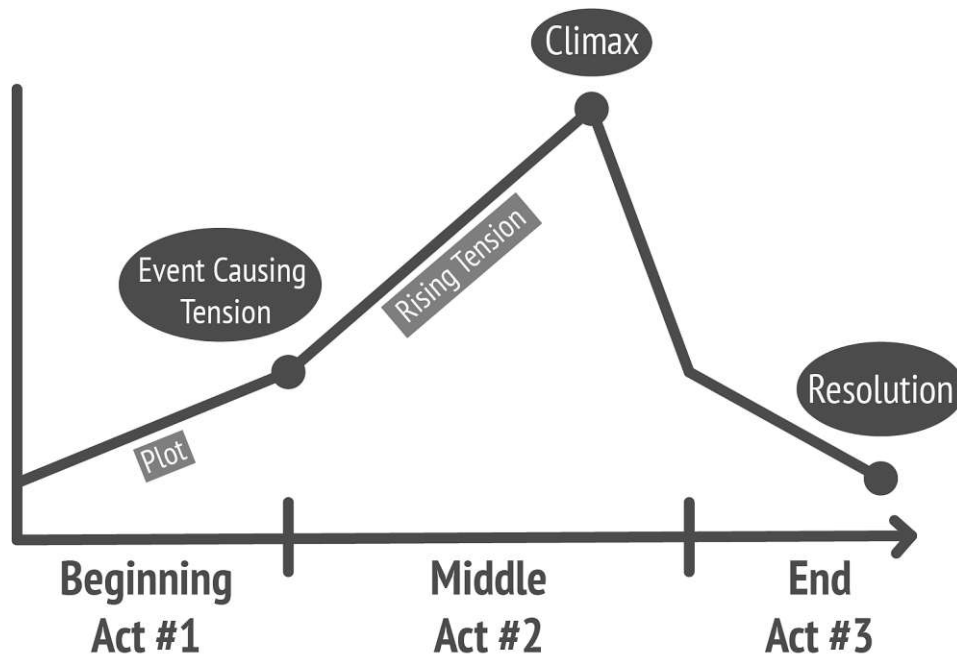 Climax
Event Causing
Tension
Rising Tension
Plot
Resolution
Beginning
Act #1
Middle
Act #2
End
Act #3